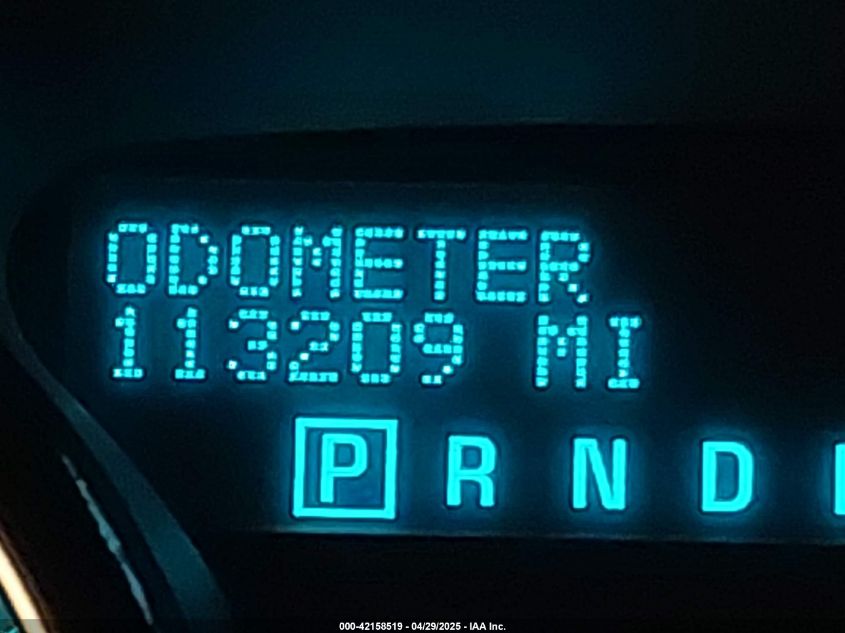 ODOMETER
113209 MI
P R N D
000-42158519 - 04/29/2025 - IAA Inc.